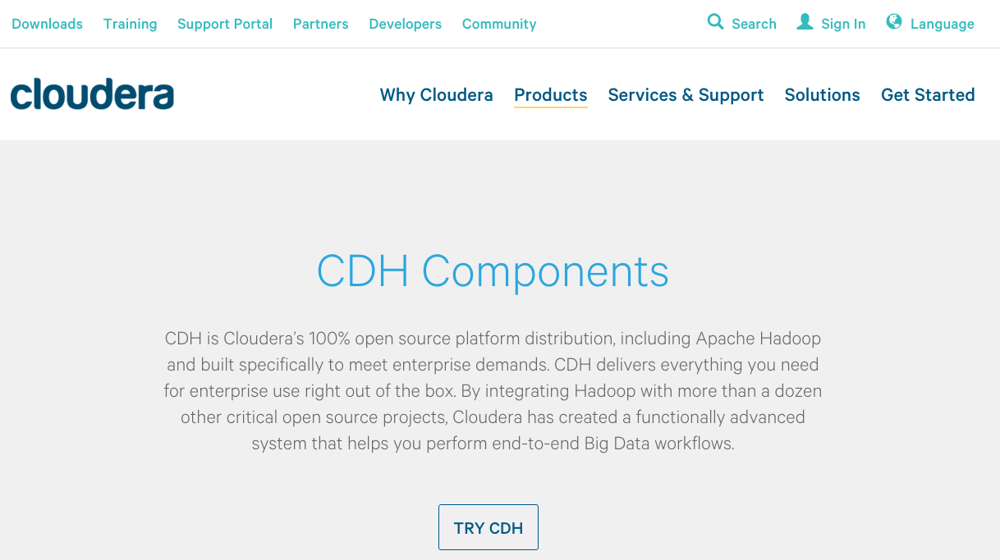 Downloads Training Support Portal Partners Developers Community Search Sign In Language
cloudera
Why Cloudera Products Services & Support Solutions Get Started
CDH Components
CDH is Cloudera’s 100% open source platform distribution, including Apache Hadoop
and built specifically to meet enterprise demands. CDH delivers everything you need
for enterprise use right out of the box. By integrating Hadoop with more than a dozen
other critical open source projects, Cloudera has created a functionally advanced
system that helps you perform end-to-end Big Data workflows.
TRY CDH